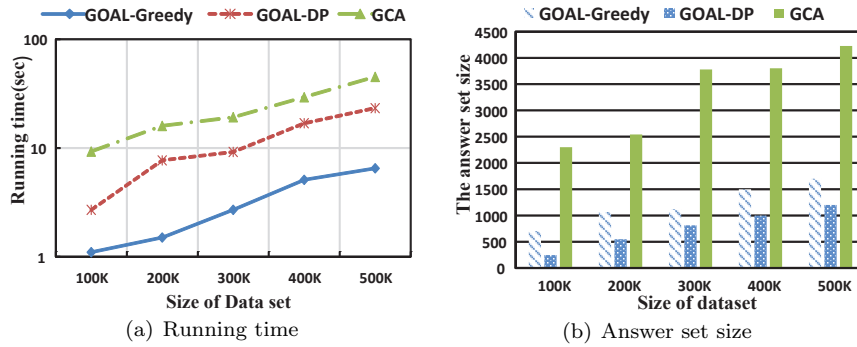 GOAL-Greedy GOAL-DP GCA
Running time(sec)
100
10
1
100K 200K 300K 400K 500K
Size of Data set
(a) Running time
GOAL-Greedy GOAL-DP GCA
The answer set size
4500
4000
3500
3000
2500
2000
1500
1000
500
0
100K 200K 300K 400K 500K
Size of dataset
(b) Answer set size